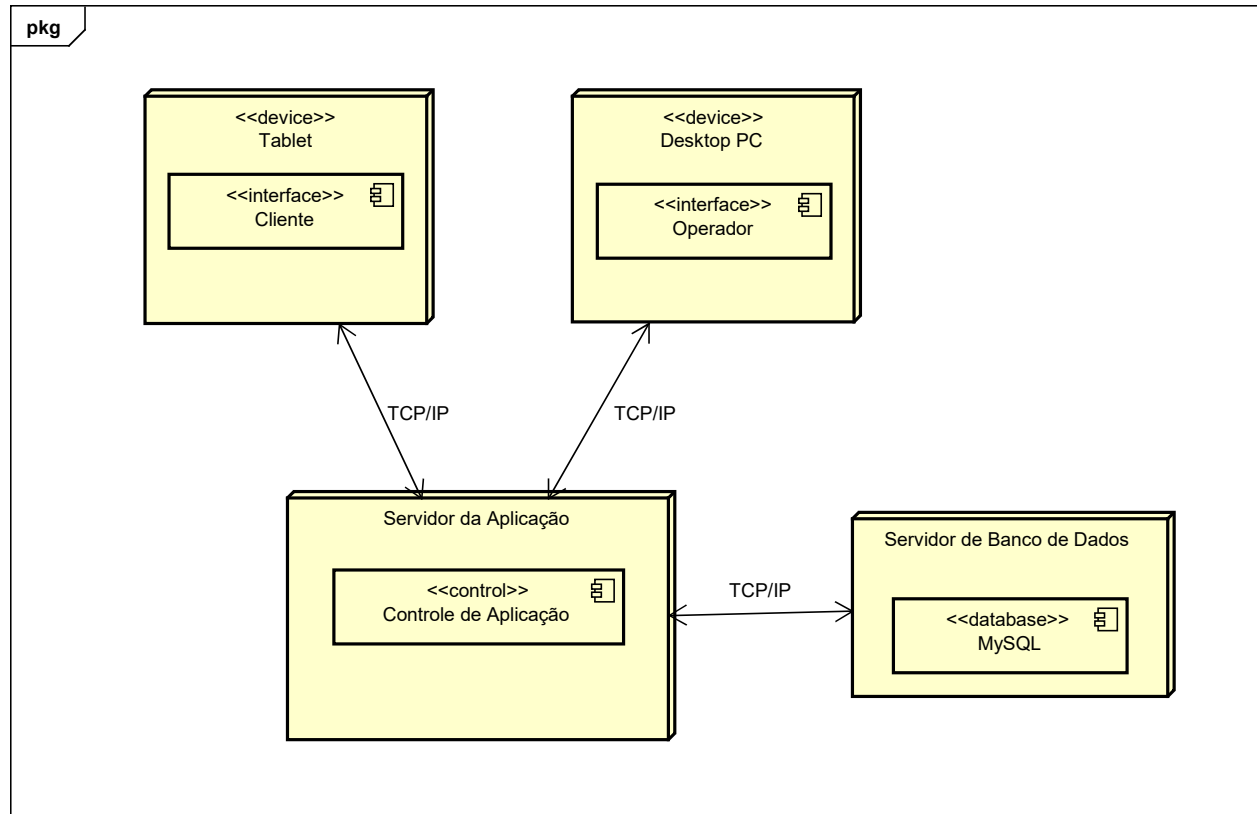 pkg
<<device>>
Tablet
<<interface>>
Cliente
<<device>>
Desktop PC
<<interface>>
Operador
TCP/IP
TCP/IP
Servidor da Aplicação
<<control>>
Controle de Aplicação
TCP/IP
Servidor de Banco de Dados
<<database>>
MySQL